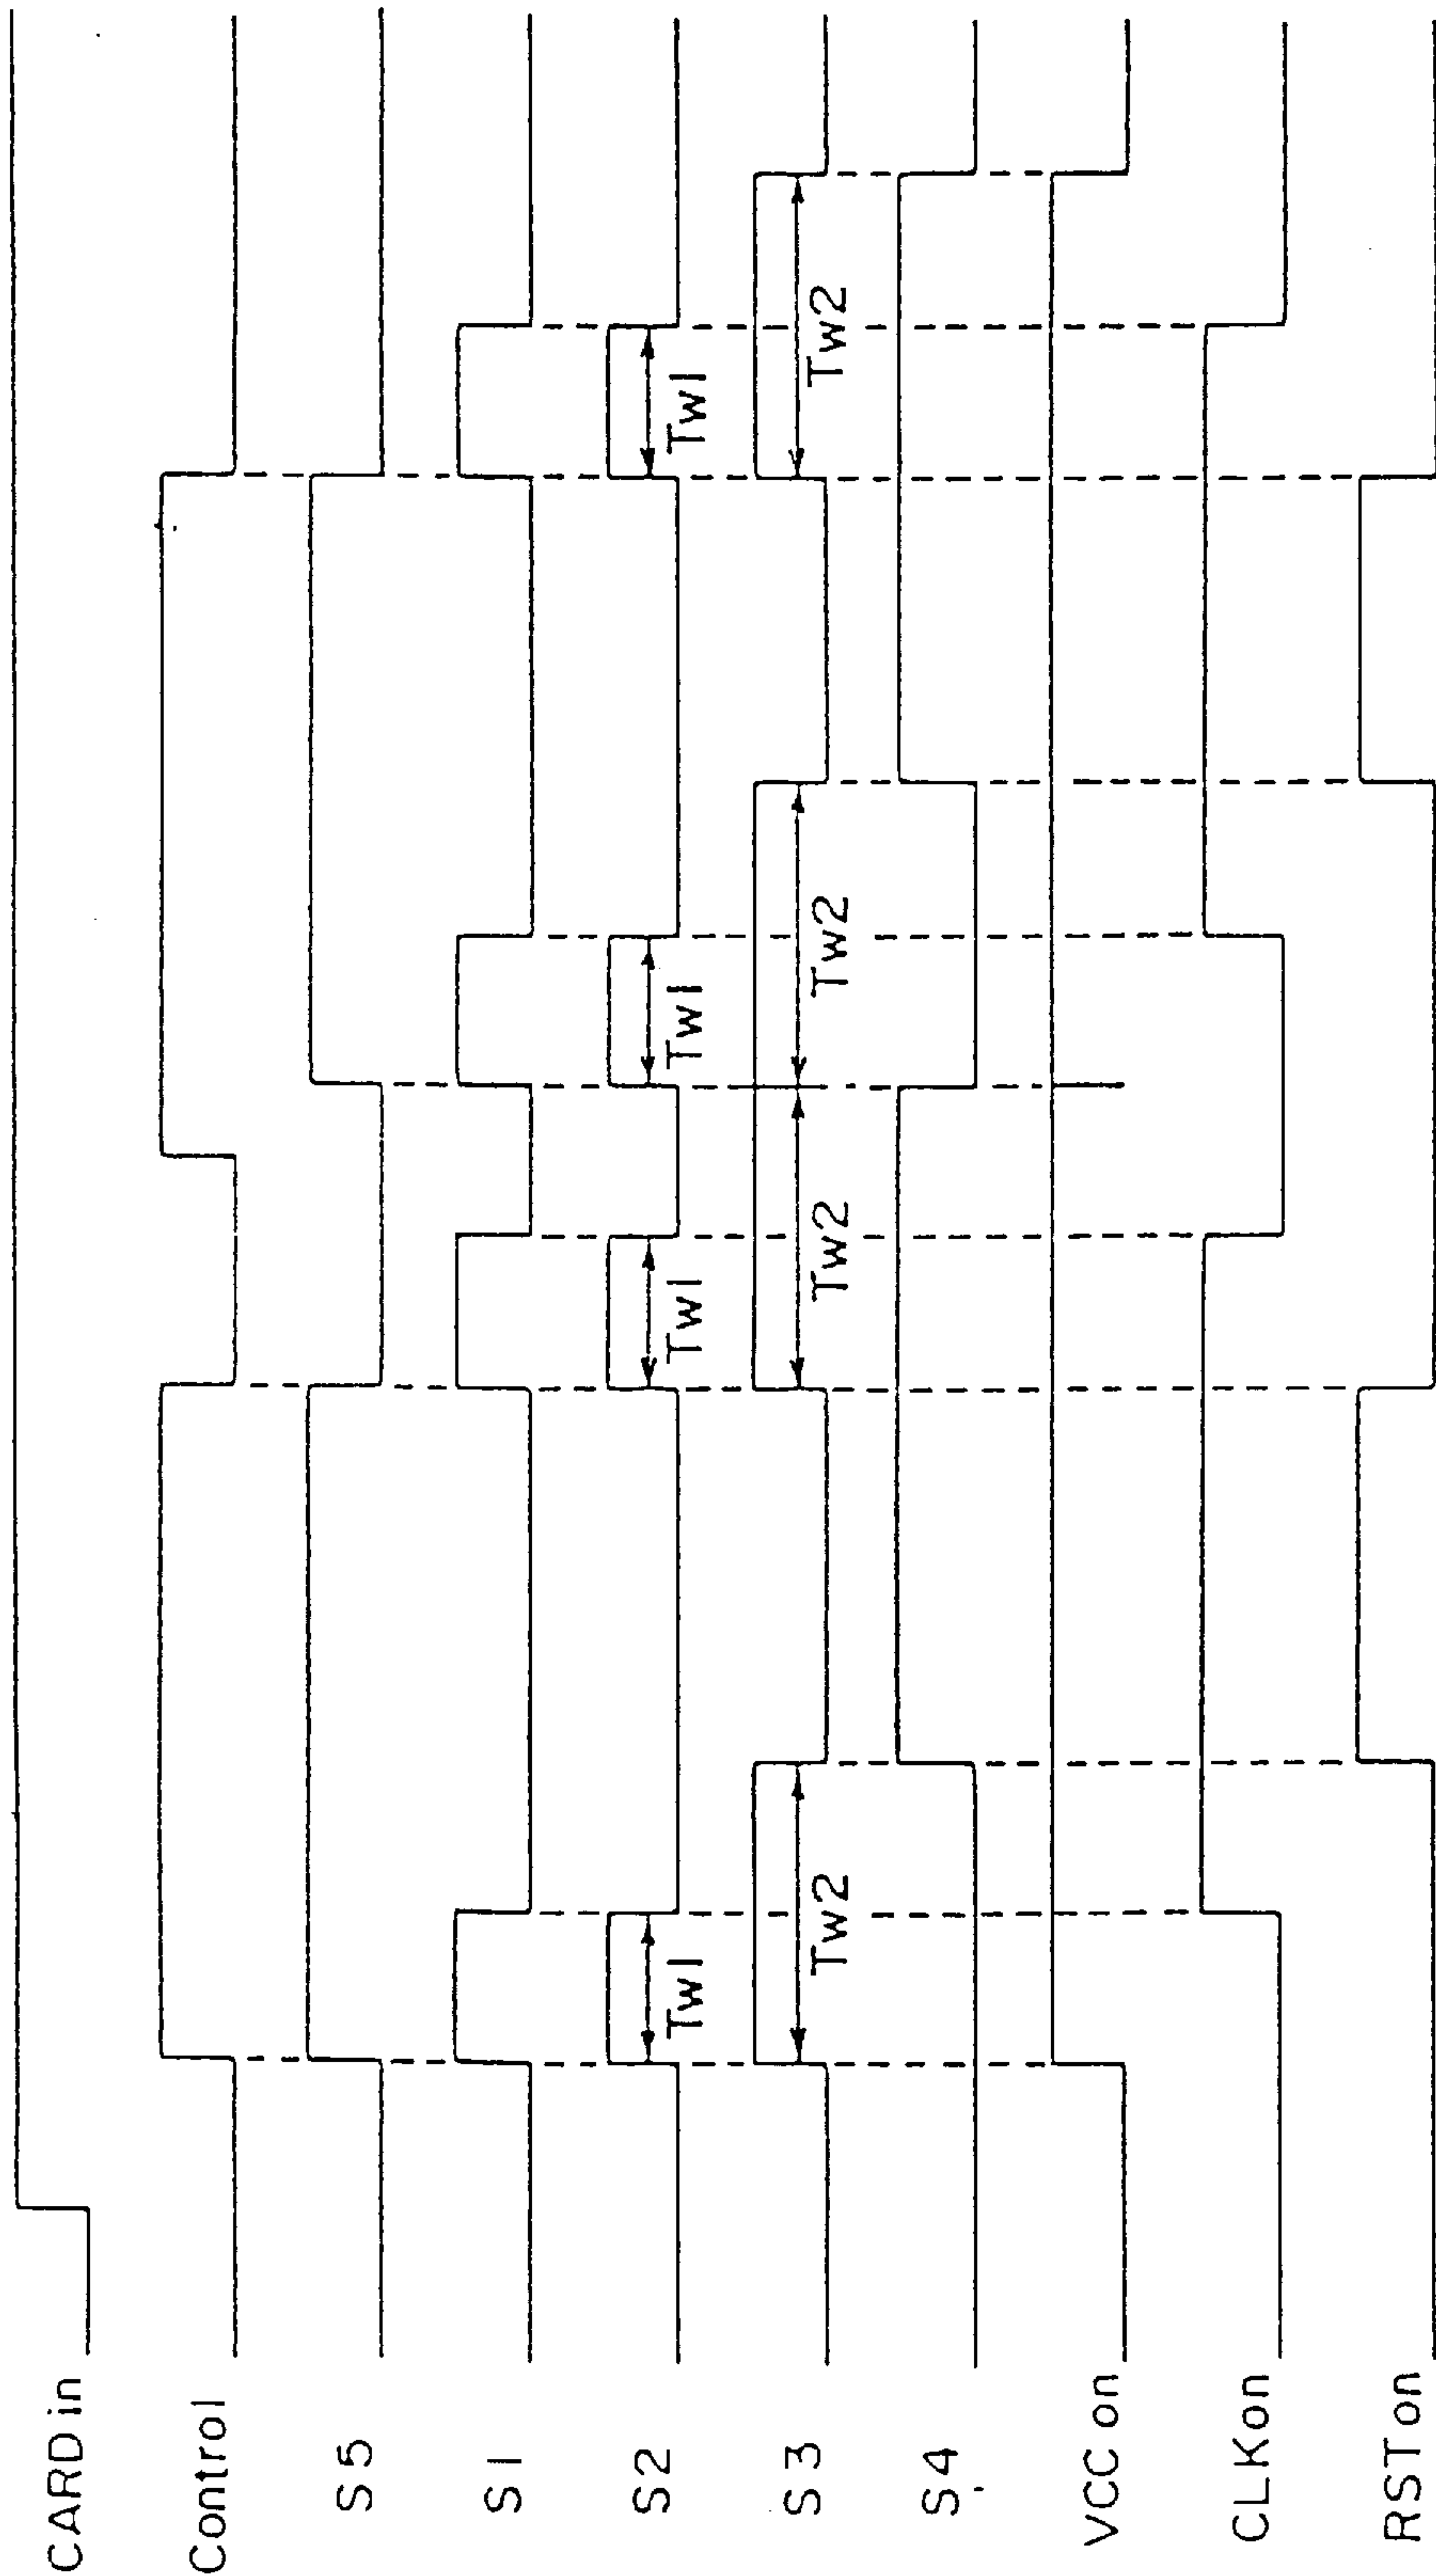 CARD in
Control
S5
S1
S2
Tw1
Tw1
Tw1
Tw1
S3
Tw2
Tw2
Tw2
Tw2
S4
VCC on
CLKon
RST on